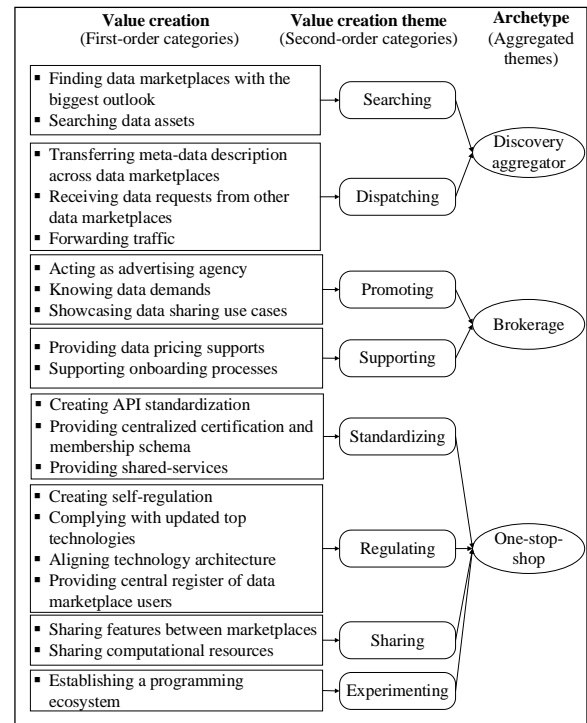 Value creation
(First-order categories)
Value creation theme
(Second-order categories)
Archetype
(Aggregated
themes)
▪ Finding data marketplaces with the
biggest outlook
▪ Searching data assets
Searching
▪ Transferring meta-data description
across data marketplaces
▪ Receiving data requests from other
data marketplaces
▪ Forwarding traffic
Dispatching
Discovery
aggregator
▪ Acting as advertising agency
▪ Knowing data demands
▪ Showcasing data sharing use cases
Promoting
▪ Providing data pricing supports
▪ Supporting onboarding processes
Supporting
Brokerage
▪ Creating API standardization
▪ Providing centralized certification and
membership schema
▪ Providing shared-services
Standardizing
▪ Creating self-regulation
▪ Complying with updated top
technologies
▪ Aligning technology architecture
▪ Providing central register of data
marketplace users
Regulating
▪ Sharing features between marketplaces
▪ Sharing computational resources
Sharing
▪ Establishing a programming
ecosystem
Experimenting
One-stop-
shop